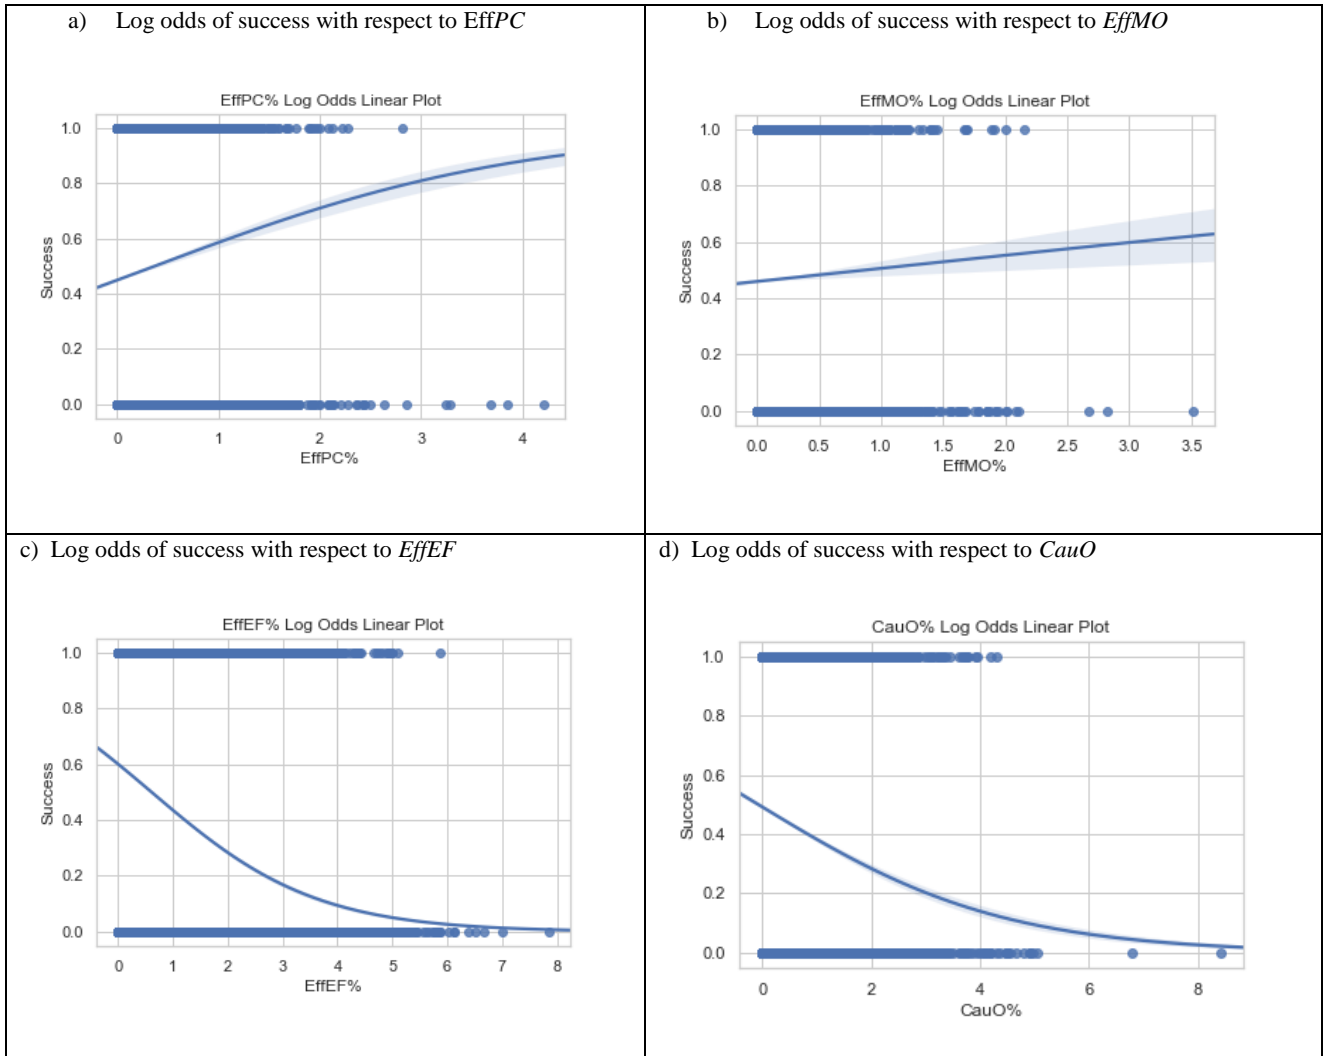 a) Log odds of success with respect to EffPC
EffPC% Log Odds Linear Plot
1.0
0.8
0.6
0.4
0.2
0.0
Success
0 1 2 3 4
EffPC%
b) Log odds of success with respect to EffMO
EffMO% Log Odds Linear Plot
1.0
0.8
0.6
0.4
0.2
0.0
Success
0.0 0.5 1.0 1.5 2.0 2.5 3.0 3.5
EffMO%
c) Log odds of success with respect to EffEF
EffEF% Log Odds Linear Plot
1.0
0.8
0.6
0.4
0.2
0.0
Success
0 1 2 3 4 5 6 7 8
EffEF%
d) Log odds of success with respect to CauO
CauO% Log Odds Linear Plot
1.0
0.8
0.6
0.4
0.2
0.0
Success
0 2 4 6 8
CauO%